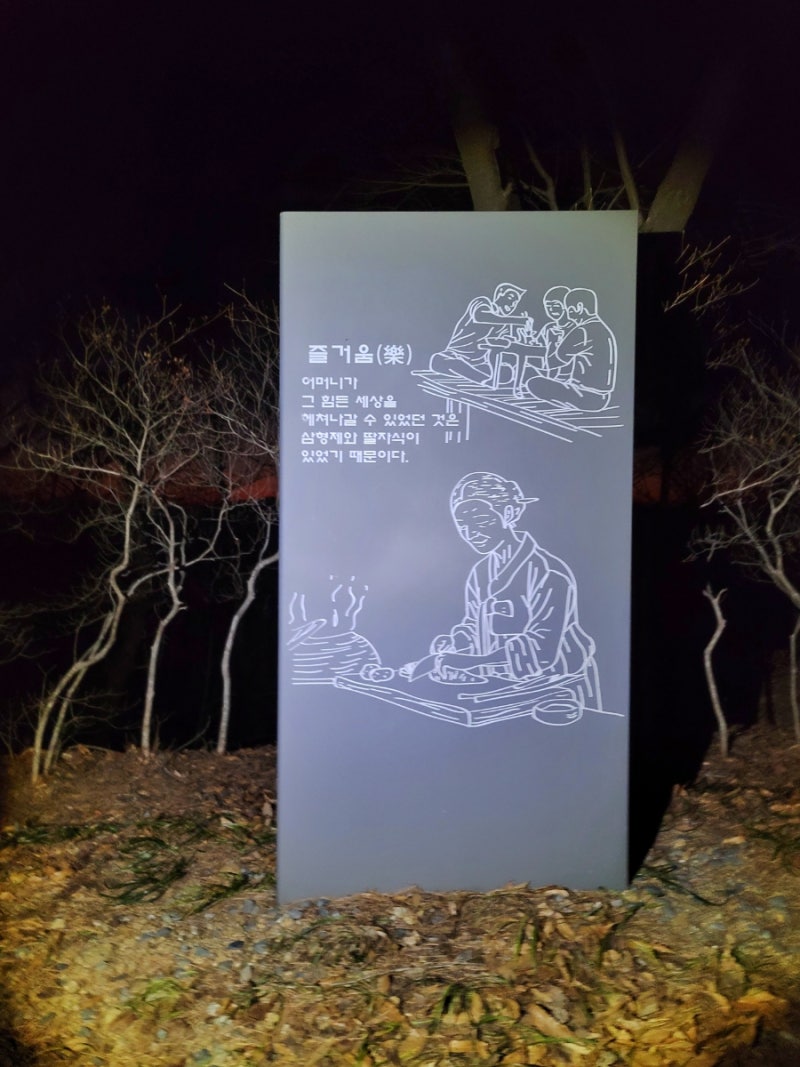 즐거움(樂)
어머니가
그 힘든 세상을
헤쳐나갈 수 있었던 것은
삼형제와 딸자식이
있었기 때문이다.